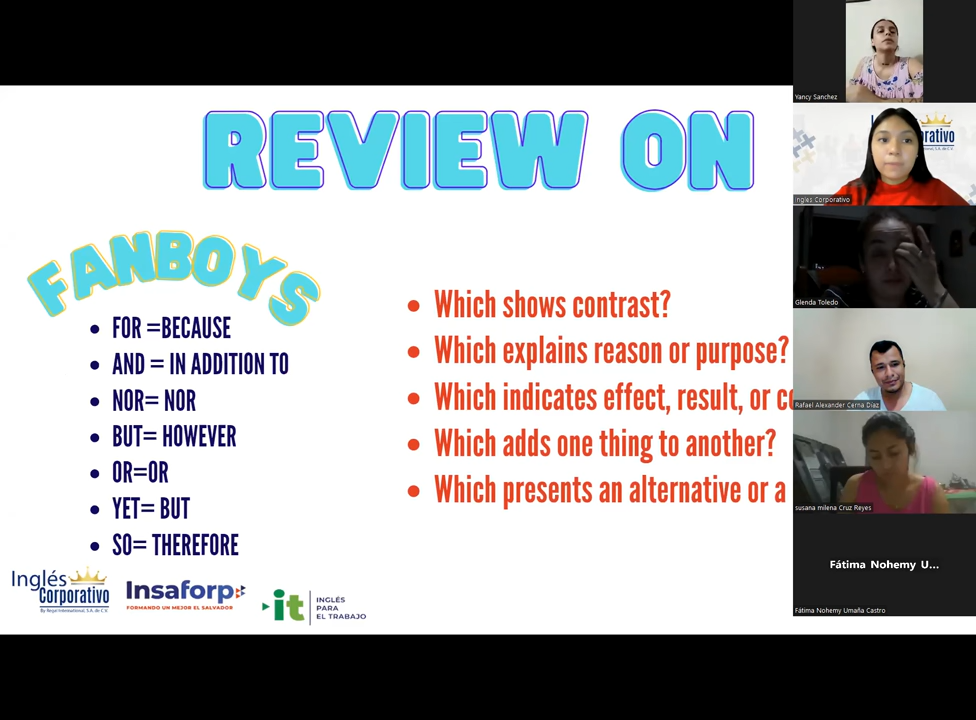 REVIEW ON
FANBOYS
FOR =BECAUSE
AND = IN ADDITION TO
NOR= NOR
BUT= HOWEVER
OR=OR
YET= BUT
SO= THEREFORE
Which shows contrast?
Which explains reason or purpose?
Which indicates effect, result, or
Which adds one thing to another?
Which presents an alternative or a
Inglés
Corporativo
By Regal International, S.A. de C.V.
Insaforp
FORMANDO UN MEJOR EL SALVADOR
it
INGLÉS
PARA
EL TRABAJO
Yancy Sanchez
Ingles Corporativo
Glenda Toledo
Rafael Alexander Cerna Diaz
susana milena Cruz Reyes
Fátima Nohemy U...
Fátima Nohemy Umaña Castro